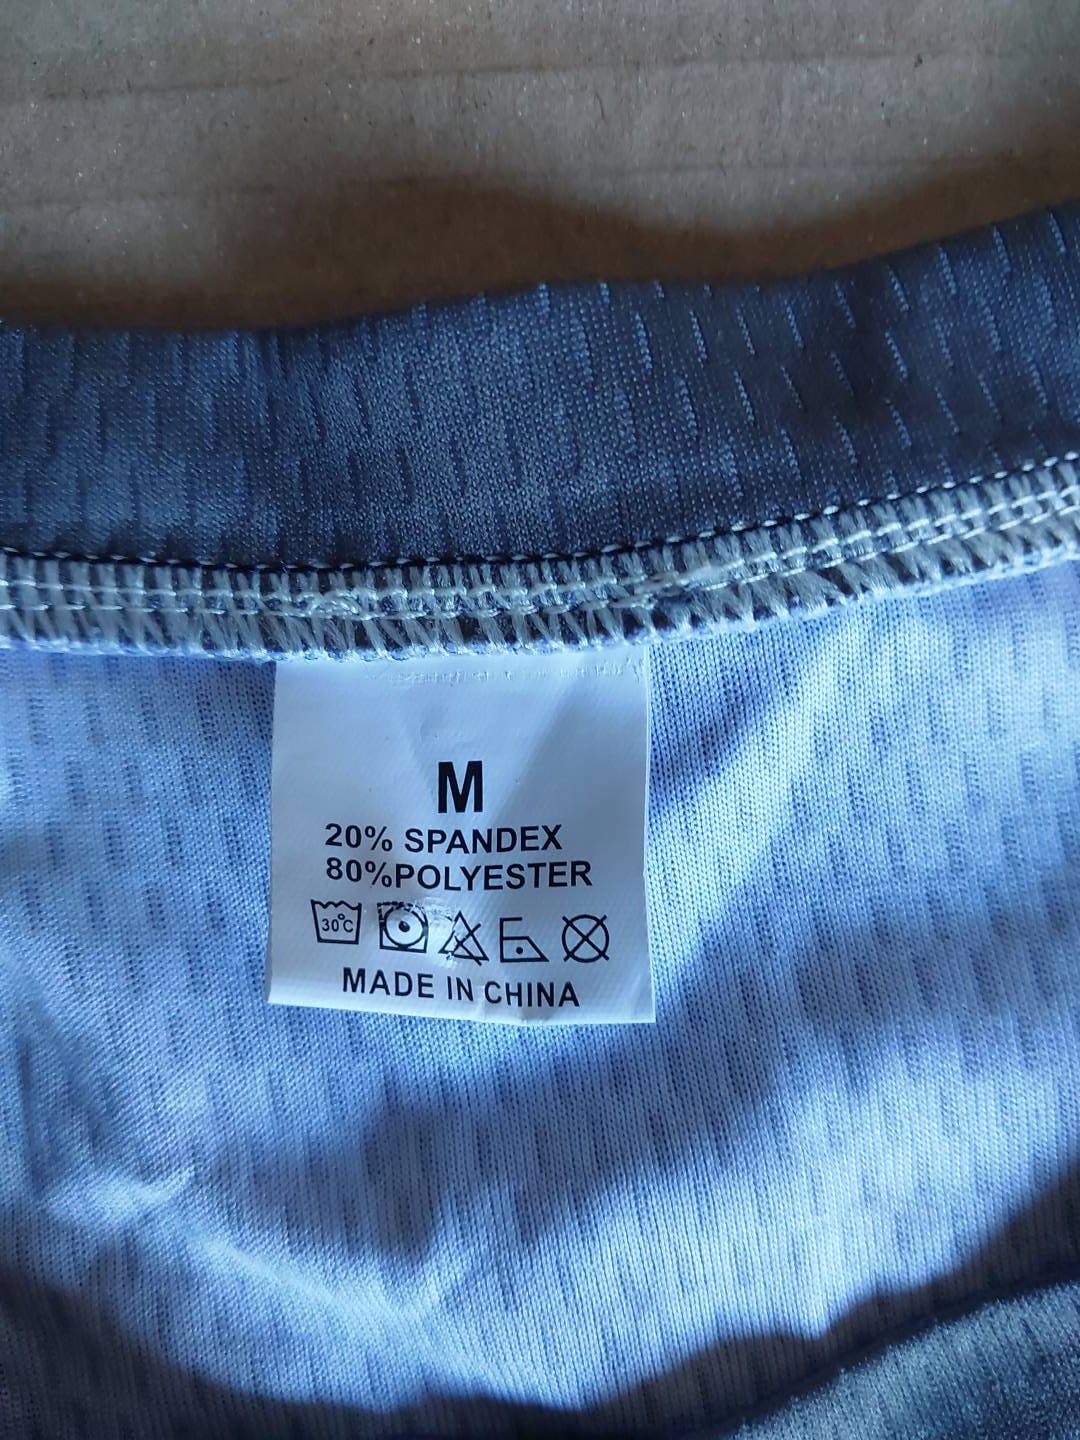 M
20% SPANDEX
80%POLYESTER
30°C
MADE IN CHINA